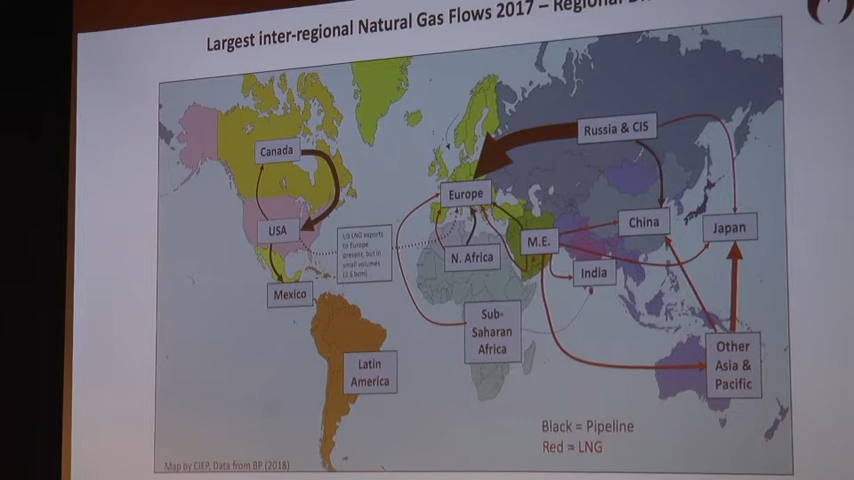 Largest inter-regional Natural Gas Flows 2017 – Regional
Canada
Russia & CIS
Europe
USA
US LNG exports
to Europe
present, but in
small volumes
(2.6 bcm)
N. Africa
M.E.
China
Japan
India
Mexico
Sub-
Saharan
Africa
Latin
America
Other
Asia &
Pacific
Black = Pipeline
Red = LNG
Map by CIEP, Data from BP (2018)